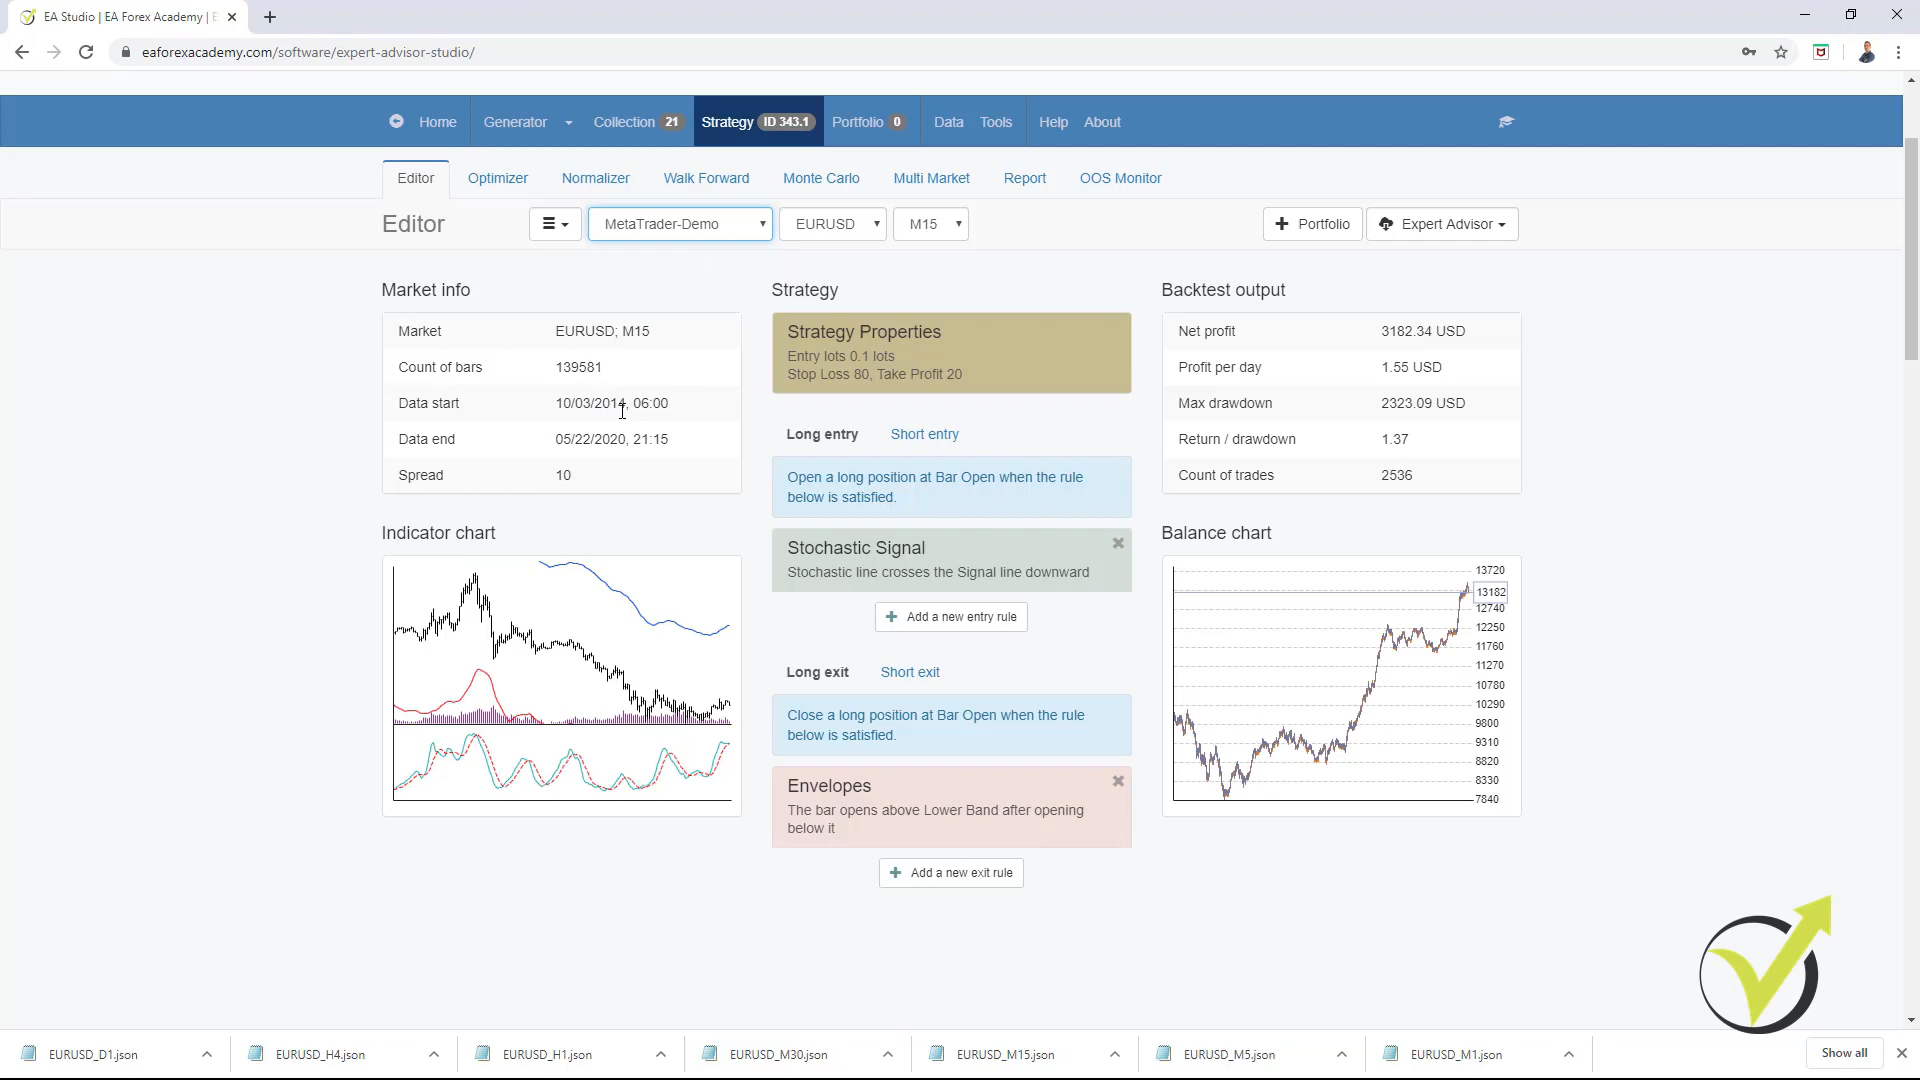 EA Studio | EA Forex Academy | E
eaforexacademy.com/software/expert-advisor-studio/
Home Generator Collection 21 Strategy ID 343.1 Portfolio 0 Data Tools Help About
Editor Optimizer Normalizer Walk Forward Monte Carlo Multi Market Report OOS Monitor
Editor MetaTrader-Demo EURUSD M15 Portfolio Expert Advisor
Market info
Market EURUSD; M15
Count of bars 139581
Data start 10/03/2014, 06:00
Data end 05/22/2020, 21:15
Spread 10
Indicator chart
Strategy
Strategy Properties
Entry lots 0.1 lots
Stop Loss 80, Take Profit 20
Long entry Short entry
Open a long position at Bar Open when the rule
below is satisfied.
Stochastic Signal
Stochastic line crosses the Signal line downward
Add a new entry rule
Long exit Short exit
Close a long position at Bar Open when the rule
below is satisfied.
Envelopes
The bar opens above Lower Band after opening
below it
Add a new exit rule
Backtest output
Net profit 3182.34 USD
Profit per day 1.55 USD
Max drawdown 2323.09 USD
Return / drawdown 1.37
Count of trades 2536
Balance chart
13720
13182
12740
12250
11760
11270
10780
10290
9800
9310
8820
8330
7840
EURUSD_D1.json EURUSD_H4.json EURUSD_H1.json EURUSD_M30.json EURUSD_M15.json EURUSD_M5.json EURUSD_M1.json Show all